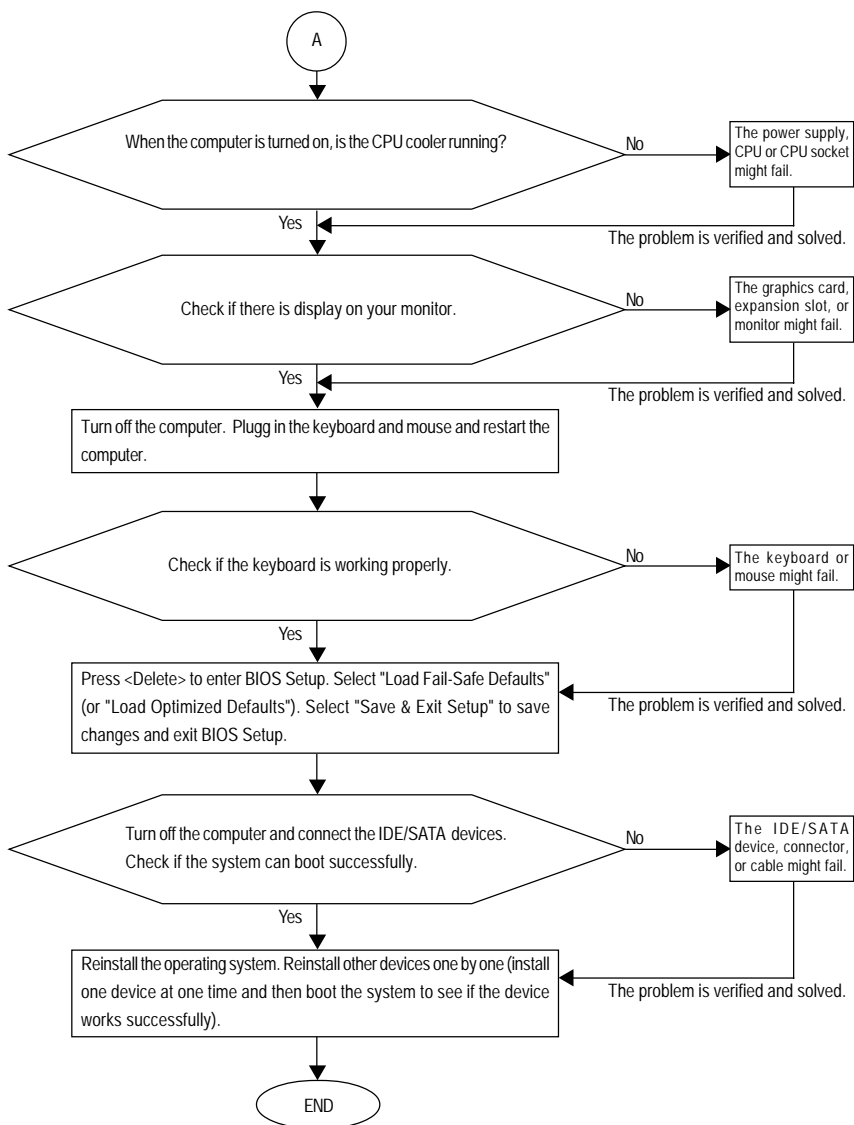 A
When the computer is turned on, is the CPU cooler running?
No
The power supply,
CPU or CPU socket
might fail.
Yes
The problem is verified and solved.
Check if there is display on your monitor.
No
The graphics card,
expansion slot, or
monitor might fail.
Yes
The problem is verified and solved.
Turn off the computer. Plugg in the keyboard and mouse and restart the
computer.
Check if the keyboard is working properly.
No
The keyboard or
mouse might fail.
Yes
Press <Delete> to enter BIOS Setup. Select "Load Fail-Safe Defaults"
(or "Load Optimized Defaults"). Select "Save & Exit Setup" to save
changes and exit BIOS Setup.
The problem is verified and solved.
Turn off the computer and connect the IDE/SATA devices.
Check if the system can boot successfully.
No
The IDE/SATA
device, connector,
or cable might fail.
Yes
Reinstall the operating system. Reinstall other devices one by one (install
one device at one time and then boot the system to see if the device
works successfully).
The problem is verified and solved.
END